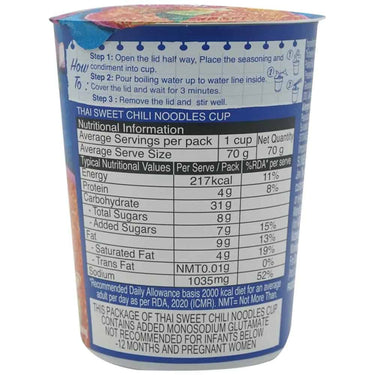 How To :
Step 1: Open the lid half way, Place the seasoning and
condiment into cup.
Step 2: Pour boiling water up to water line inside.
Cover the lid and wait for 3 minutes.
Step 3 : Remove the lid and stir well.
THAI SWEET CHILI NOODLES CUP
Nutritional Information
Average Servings per pack 1 cup Net Quantity
Average Serve Size 70 g 70 g
Typical Nutritional Values Per Serve / Pack %RDA* per serve
Energy 217kcal 11%
Protein 4g 8%
Carbohydrate 31g
- Total Sugars 8g
- Added Sugars 7g 14%
Fat 9g 13%
- Saturated Fat 4g 19%
- Trans Fat NMT0.01g 0%
Sodium 1035mg 52%
*Recommended Daily Allowance basis 2000 kcal diet for an average
adult per day as per RDA, 2020 (ICMR). NMT= Not More Than.
THIS PACKAGE OF THAI SWEET CHILI NOODLES CUP
CONTAINS ADDED MONOSODIUM GLUTAMATE
NOT RECOMMENDED FOR INFANTS BELOW
-12 MONTHS AND PREGNANT WOMEN